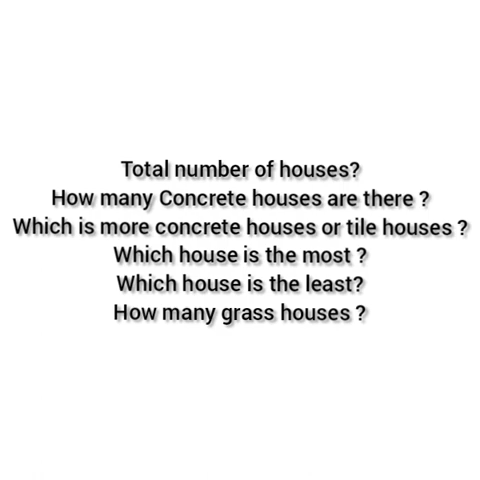 Total number of houses?
How many Concrete houses are there ?
Which is more concrete houses or tile houses ?
Which house is the most ?
Which house is the least?
How many grass houses ?